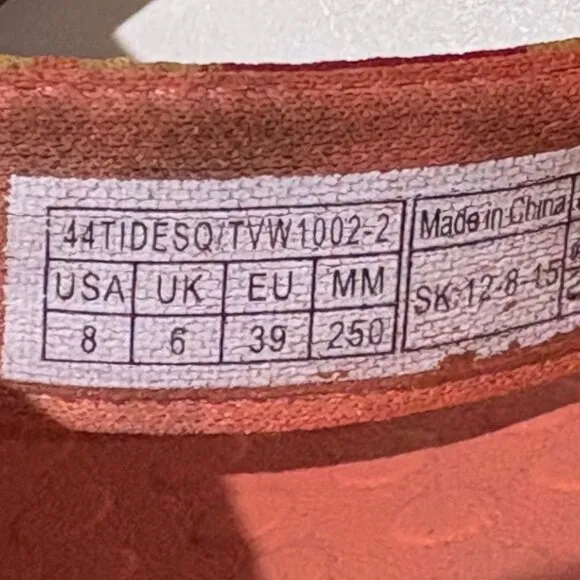 44TIDESQ/TVW1002-2
USA UK EU MM
8 6 39 250
Made in China
SK:12-8-15